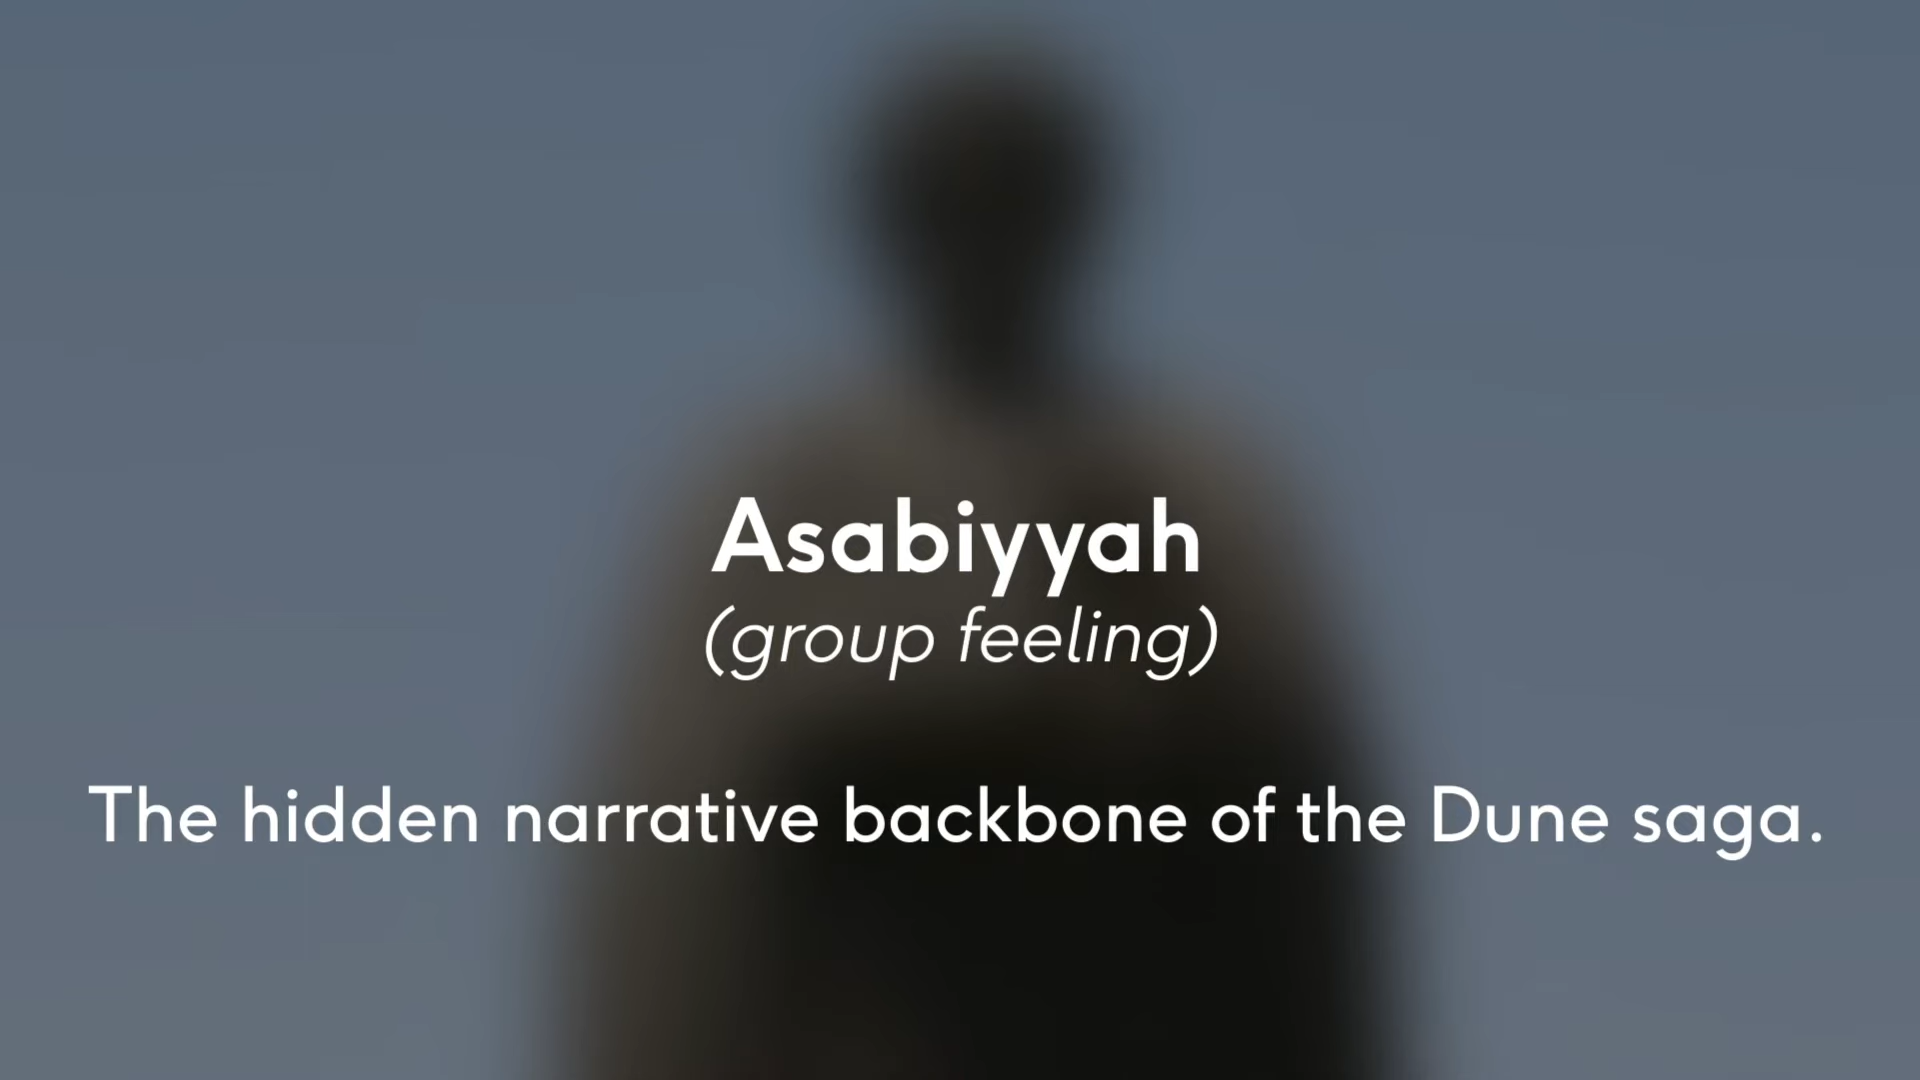 Asabiyyah
(group feeling)
The hidden narrative backbone of the Dune saga.